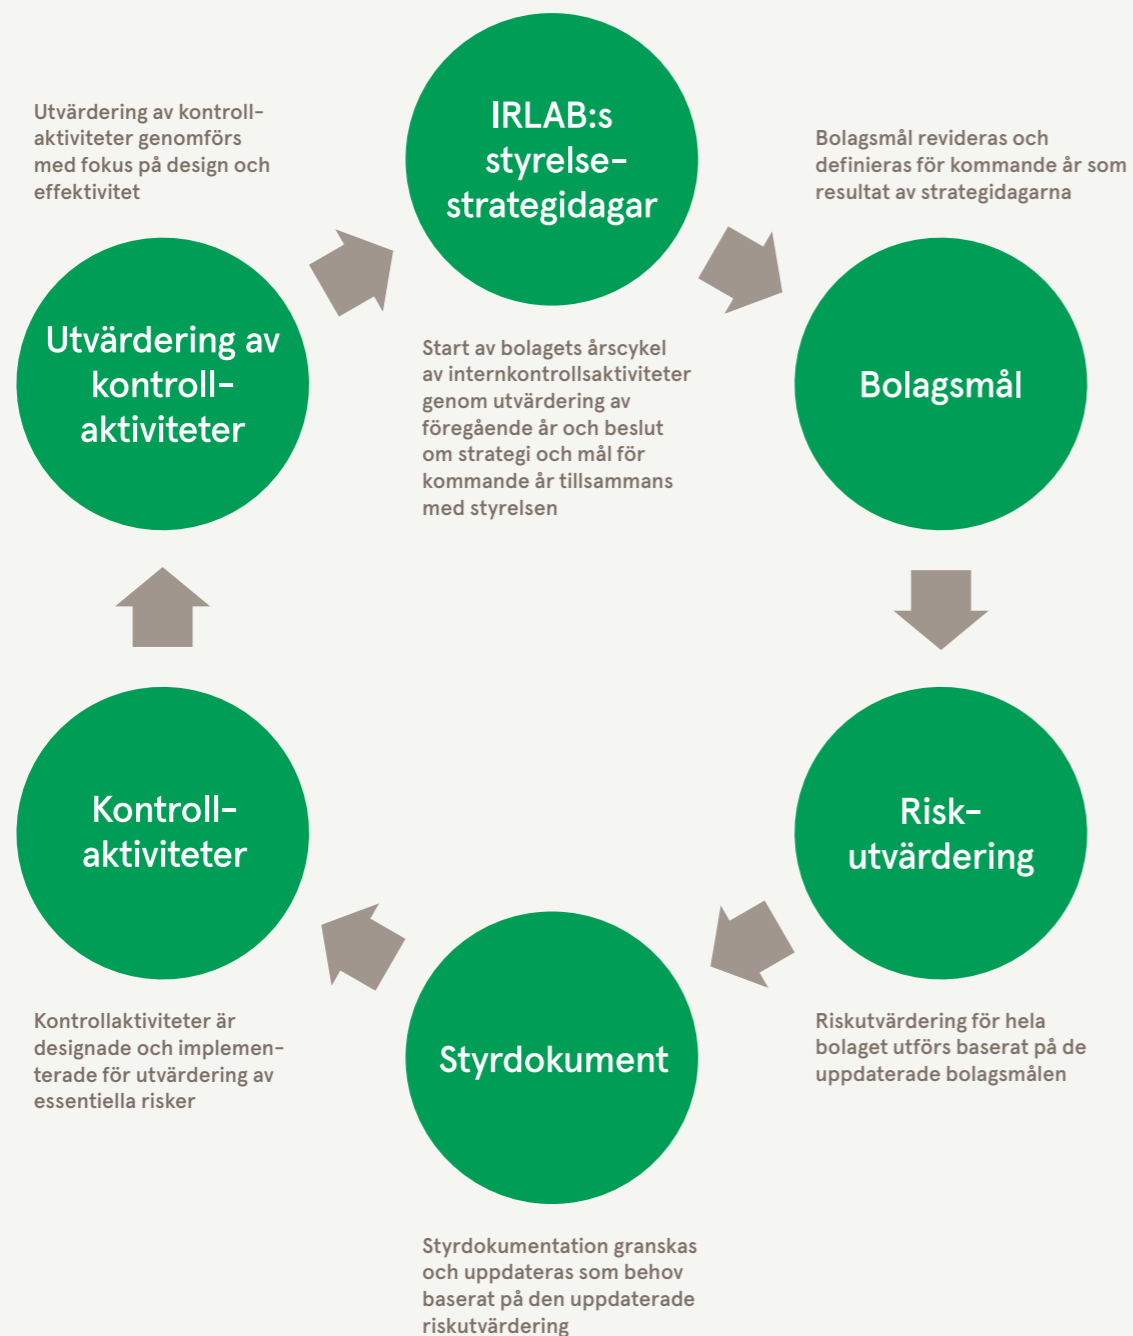 IRLAB:s
styrelse-
strategidagar
Start av bolagets årscykel
av internkontrollsaktiviteter
genom utvärdering av
föregående år och beslut
om strategi och mål för
kommande år tillsammans
med styrelsen
Bolagsmål revideras och
definieras för kommande år som
resultat av strategidagarna
Bolagsmål
Risk-
utvärdering
Riskutvärdering för hela
bolaget utförs baserat på de
uppdaterade bolagsmålen
Styrdokument
Styrdokumentation granskas
och uppdateras som behov
baserat på den uppdaterade
riskutvärdering
Kontroll-
aktiviteter
Kontrollaktiviteter är
designade och implemen-
terade för utvärdering av
essentiella risker
Utvärdering av kontroll-
aktiviteter genomförs
med fokus på design och
effektivitet
Utvärdering av
kontroll-
aktiviteter